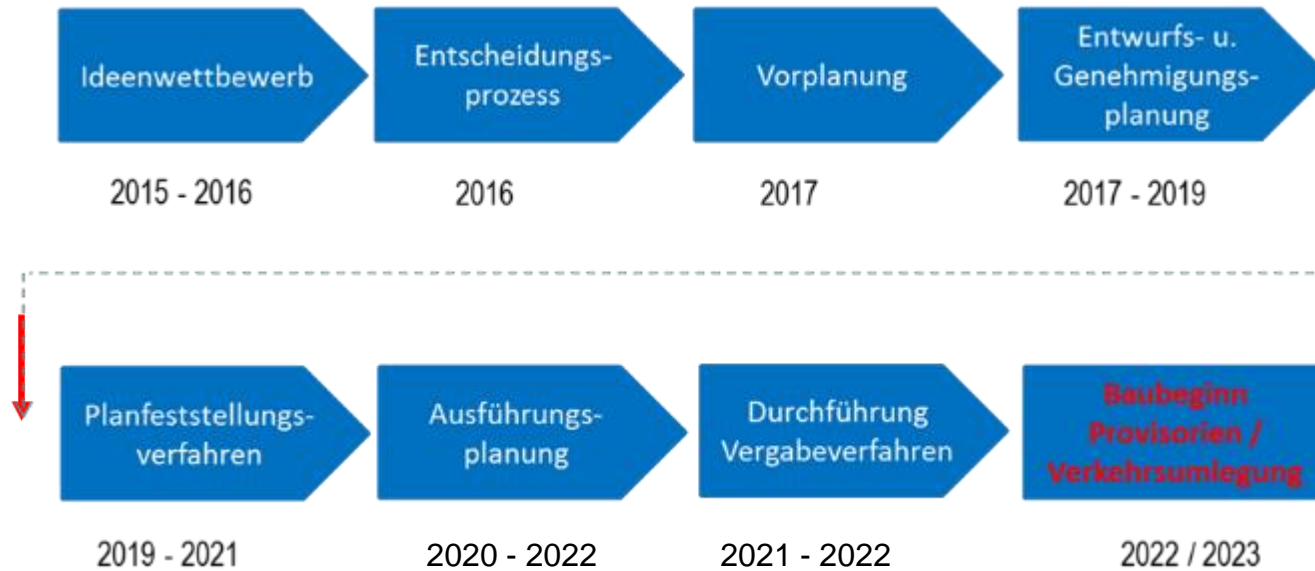 Ideenwettbewerb
Entscheidungs-
prozess
Vorplanung
Entwurfs- u.
Genehmigungs-
planung
2015 - 2016
2016
2017
2017 - 2019
Planfeststellungs-
verfahren
Ausführungs-
planung
Durchführung
Vergabeverfahren
Baubeginn
Provisorien /
Verkehrsumlegung
2019 - 2021
2020 - 2022
2021 - 2022
2022 / 2023